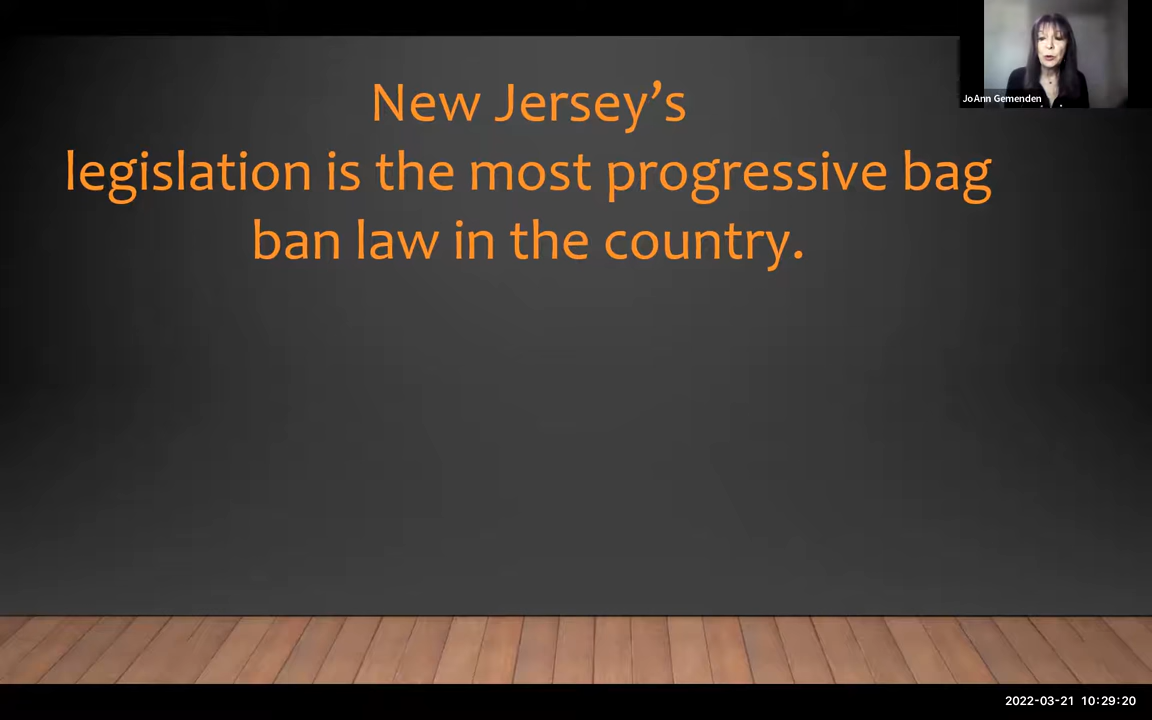 New Jersey’s
legislation is the most progressive bag
ban law in the country.
JoAnn Gemenden
2022-03-21 10:29:20